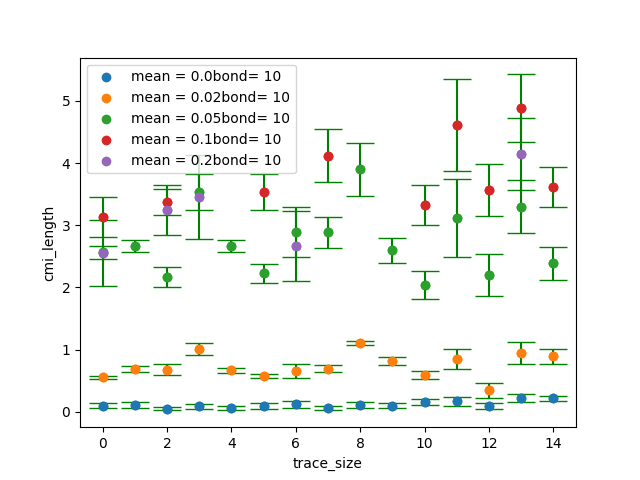 mean = 0.0bond= 10
mean = 0.02bond= 10
mean = 0.05bond= 10
mean = 0.1bond= 10
mean = 0.2bond= 10
5
4
3
2
1
0
cmi_length
0 2 4 6 8 10 12 14
trace_size